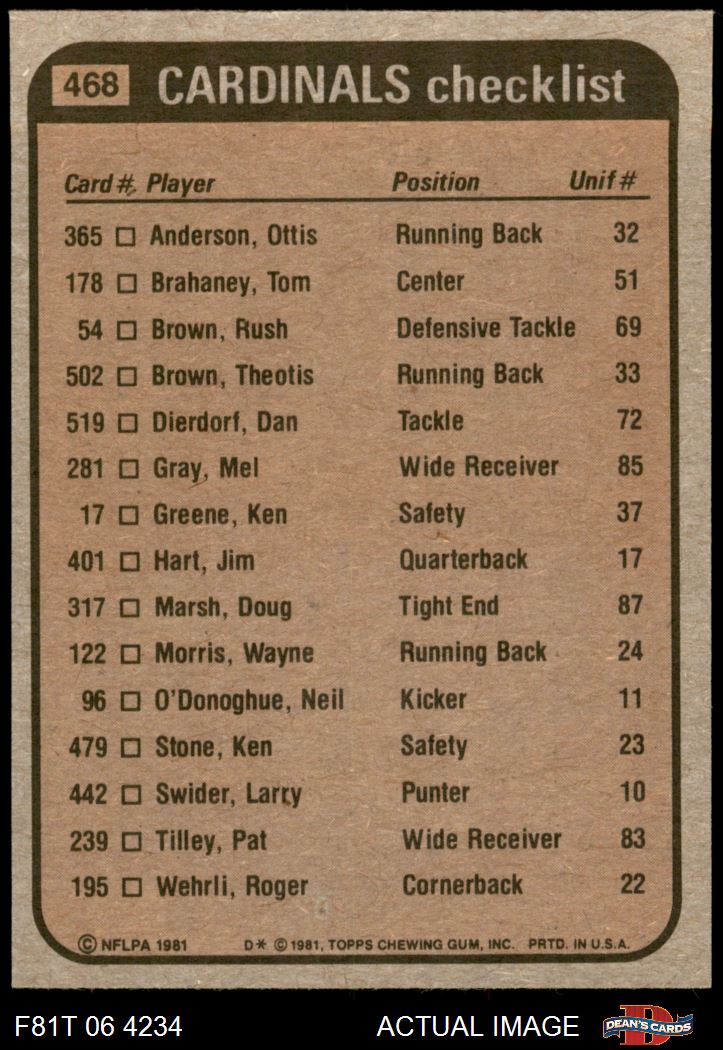 468 CARDINALS checklist
Card # Player Position Unif #
365 Anderson, Ottis Running Back 32
178 Brahaney, Tom Center 51
54 Brown, Rush Defensive Tackle 69
502 Brown, Theotis Running Back 33
519 Dierdorf, Dan Tackle 72
281 Gray, Mel Wide Receiver 85
17 Greene, Ken Safety 37
401 Hart, Jim Quarterback 17
317 Marsh, Doug Tight End 87
122 Morris, Wayne Running Back 24
96 O'Donoghue, Neil Kicker 11
479 Stone, Ken Safety 23
442 Swider, Larry Punter 10
239 Tilley, Pat Wide Receiver 83
195 Wehrli, Roger Cornerback 22
© NFLPA 1981 D* © 1981, TOPPS CHEWING GUM, INC. PRTD. IN U.S.A.
F81T 06 4234 ACTUAL IMAGE D DEAN'S CARDS